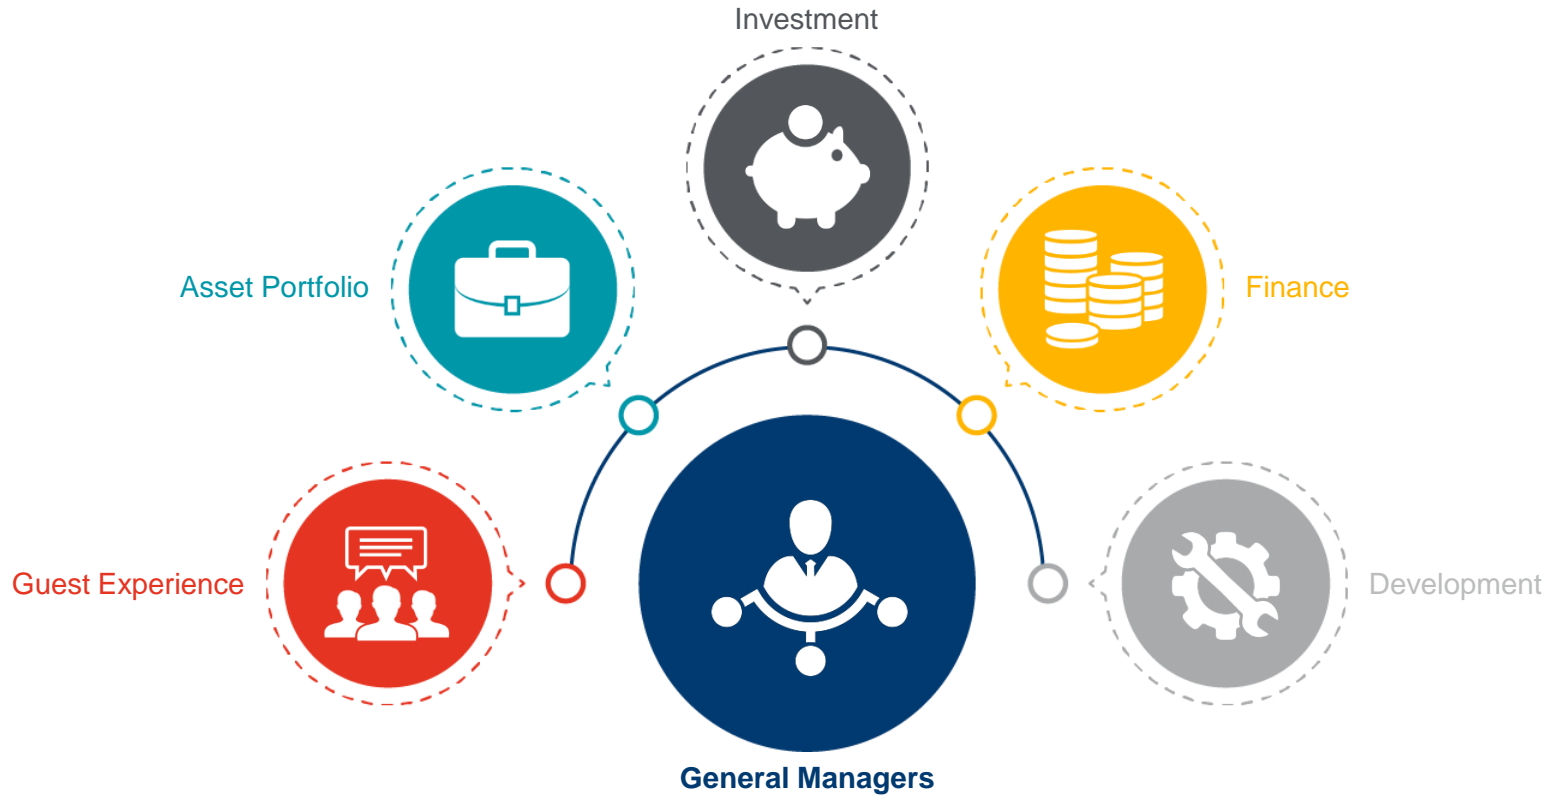 Investment
Asset Portfolio
Finance
Guest Experience
Development
General Managers